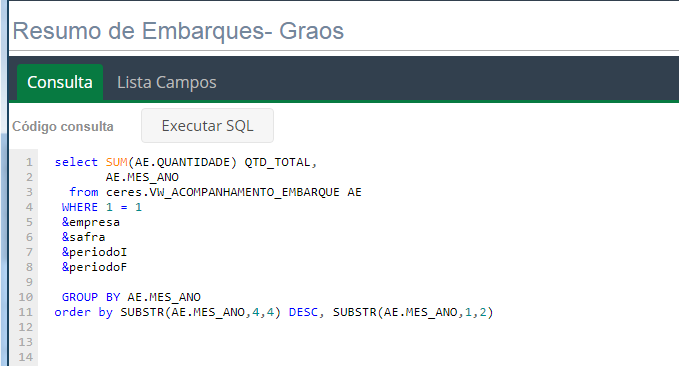 Resumo de Embarques- Graos
Consulta Lista Campos
Código consulta Executar SQL
1 select SUM(AE.QUANTIDADE) QTD_TOTAL,
2 AE.MES_ANO
3 from ceres.VW_ACOMPANHAMENTO_EMBARQUE AE
4 WHERE 1 = 1
5 &empresa
6 &safra
7 &periodoI
8 &periodoF
9
10 GROUP BY AE.MES_ANO
11 order by SUBSTR(AE.MES_ANO,4,4) DESC, SUBSTR(AE.MES_ANO,1,2)
12
13
14